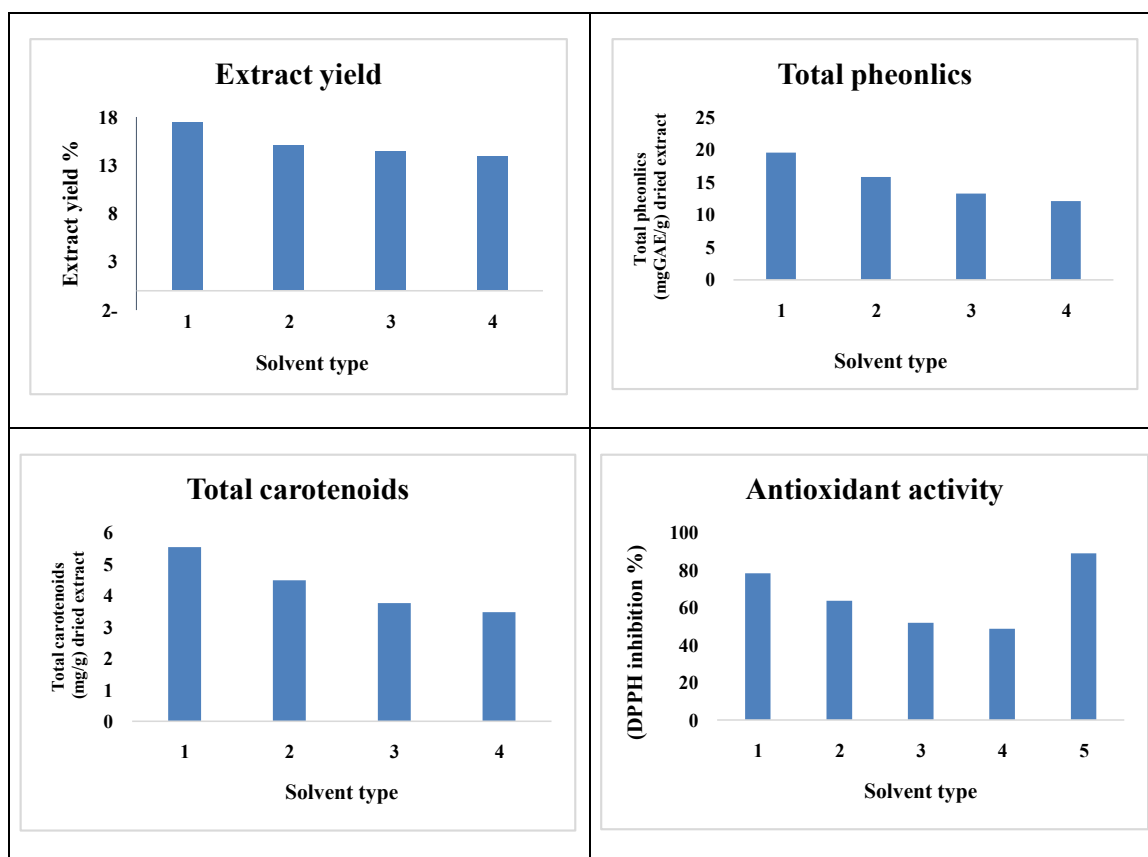 Extract yield
Extract yield %
18
13
8
3
2-
1 2 3 4
Solvent type
Total pheonlics
Total pheonlics
(mgGAE/g) dried extract
25
20
15
10
5
0
1 2 3 4
Solvent type
Total carotenoids
Total carotenoids
(mg/g) dried extract
6
5
4
3
2
1
0
1 2 3 4
Solvent type
Antioxidant activity
(DPPH inhibition %)
100
80
60
40
20
0
1 2 3 4 5
Solvent type